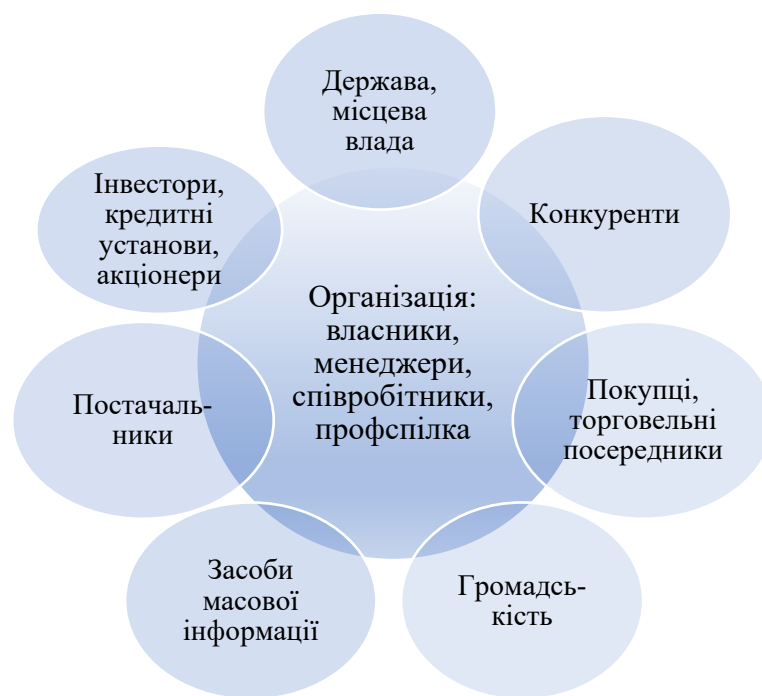 Держава,
місцева
влада
Інвестори,
кредитні
установи,
акціонери
Конкуренти
Організація:
власники,
менеджери,
співробітники,
профспілка
Постачаль-
ники
Покупці,
торговельні
посередники
Засоби
масової
інформації
Громадсь-
кість